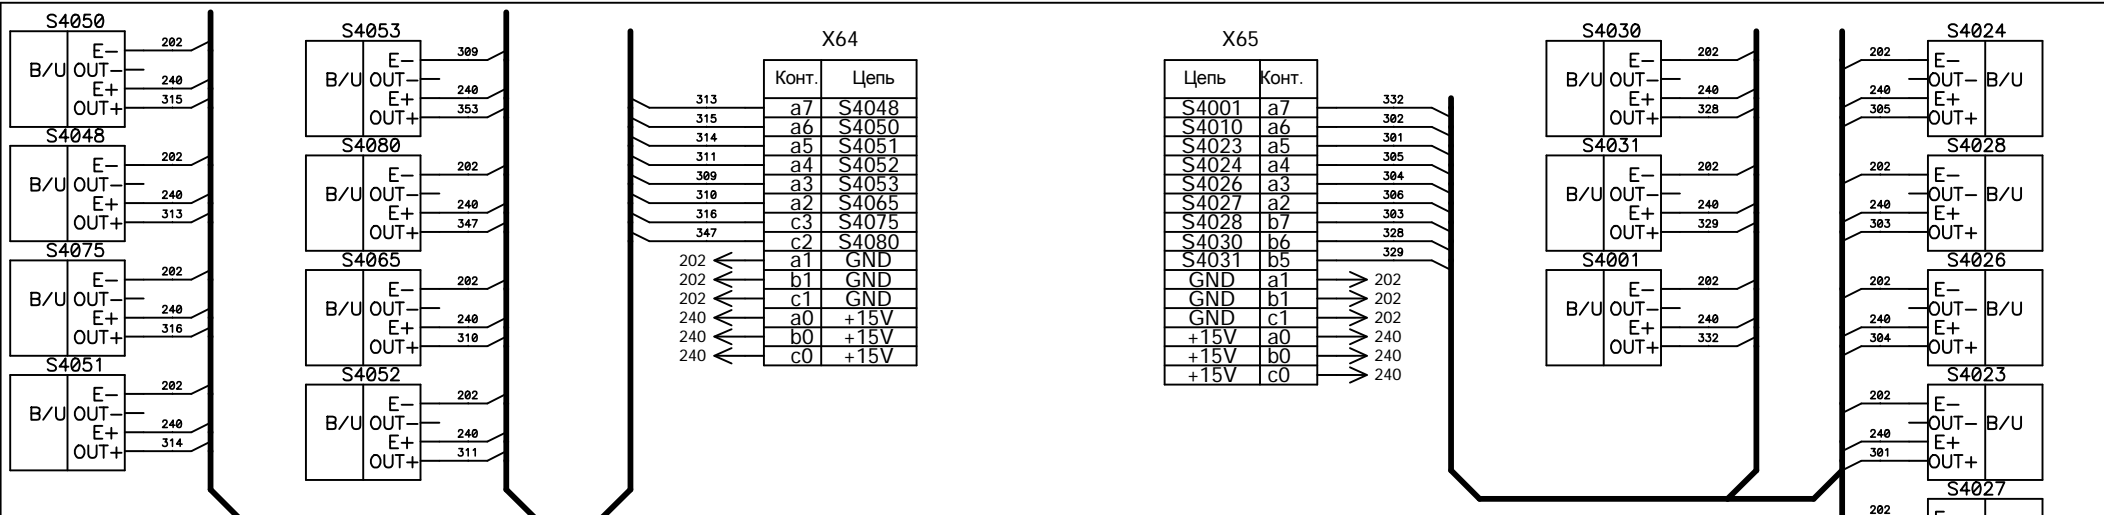 S4050
E- 202
B/U OUT-
E+ 240
OUT+ 315
S4048
E- 202
B/U OUT-
E+ 240
OUT+ 313
S4075
E- 202
B/U OUT-
E+ 240
OUT+ 316
S4051
E- 202
B/U OUT-
E+ 240
OUT+ 314
S4053
E- 309
B/U OUT-
E+ 240
OUT+ 353
S4080
E- 202
B/U OUT-
E+ 240
OUT+ 347
S4065
E- 202
B/U OUT-
E+ 240
OUT+ 310
S4052
E- 202
B/U OUT-
E+ 240
OUT+ 311
X64
Конт. Цепь
313 a7 S4048
315 a6 S4050
314 a5 S4051
311 a4 S4052
309 a3 S4053
310 a2 S4065
316 c3 S4075
347 c2 S4080
202 a1 GND
202 b1 GND
202 c1 GND
240 a0 +15V
240 b0 +15V
240 c0 +15V
X65
Цепь Конт.
S4001 a7 332
S4010 a6 302
S4023 a5 301
S4024 a4 305
S4026 a3 304
S4027 a2 306
S4028 b7 303
S4030 b6 328
S4031 b5 329
GND a1 202
GND b1 202
GND c1 202
+15V a0 240
+15V b0 240
+15V c0 240
S4030
E- 202
B/U OUT-
E+ 240
OUT+ 328
S4031
E- 202
B/U OUT-
E+ 240
OUT+ 329
S4001
E- 202
B/U OUT-
E+ 240
OUT+ 332
S4024
202 E-
OUT- B/U
240 E+
305 OUT+
S4028
202 E-
OUT- B/U
240 E+
303 OUT+
S4026
202 E-
OUT- B/U
240 E+
304 OUT+
S4023
202 E-
OUT- B/U
240 E+
301 OUT+
S4027
202